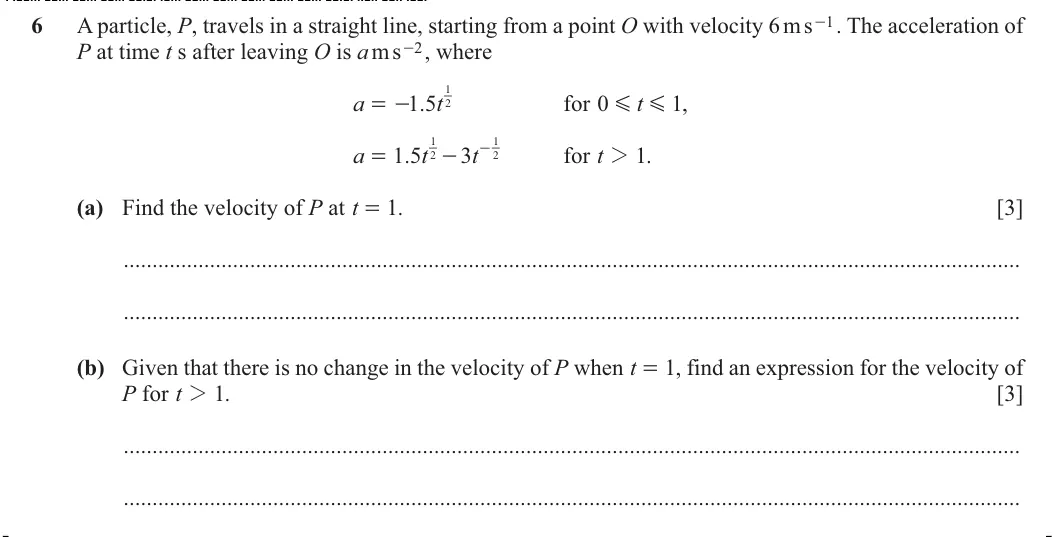 6 A particle, P, travels in a straight line, starting from a point O with velocity 6 m s⁻¹. The acceleration of
P at time t s after leaving O is a m s⁻², where
a = −1.5t^(1/2) for 0 ⩽ t ⩽ 1,
a = 1.5t^(1/2) − 3t^(−1/2) for t > 1.
(a) Find the velocity of P at t = 1. [3]
(b) Given that there is no change in the velocity of P when t = 1, find an expression for the velocity of
P for t > 1. [3]